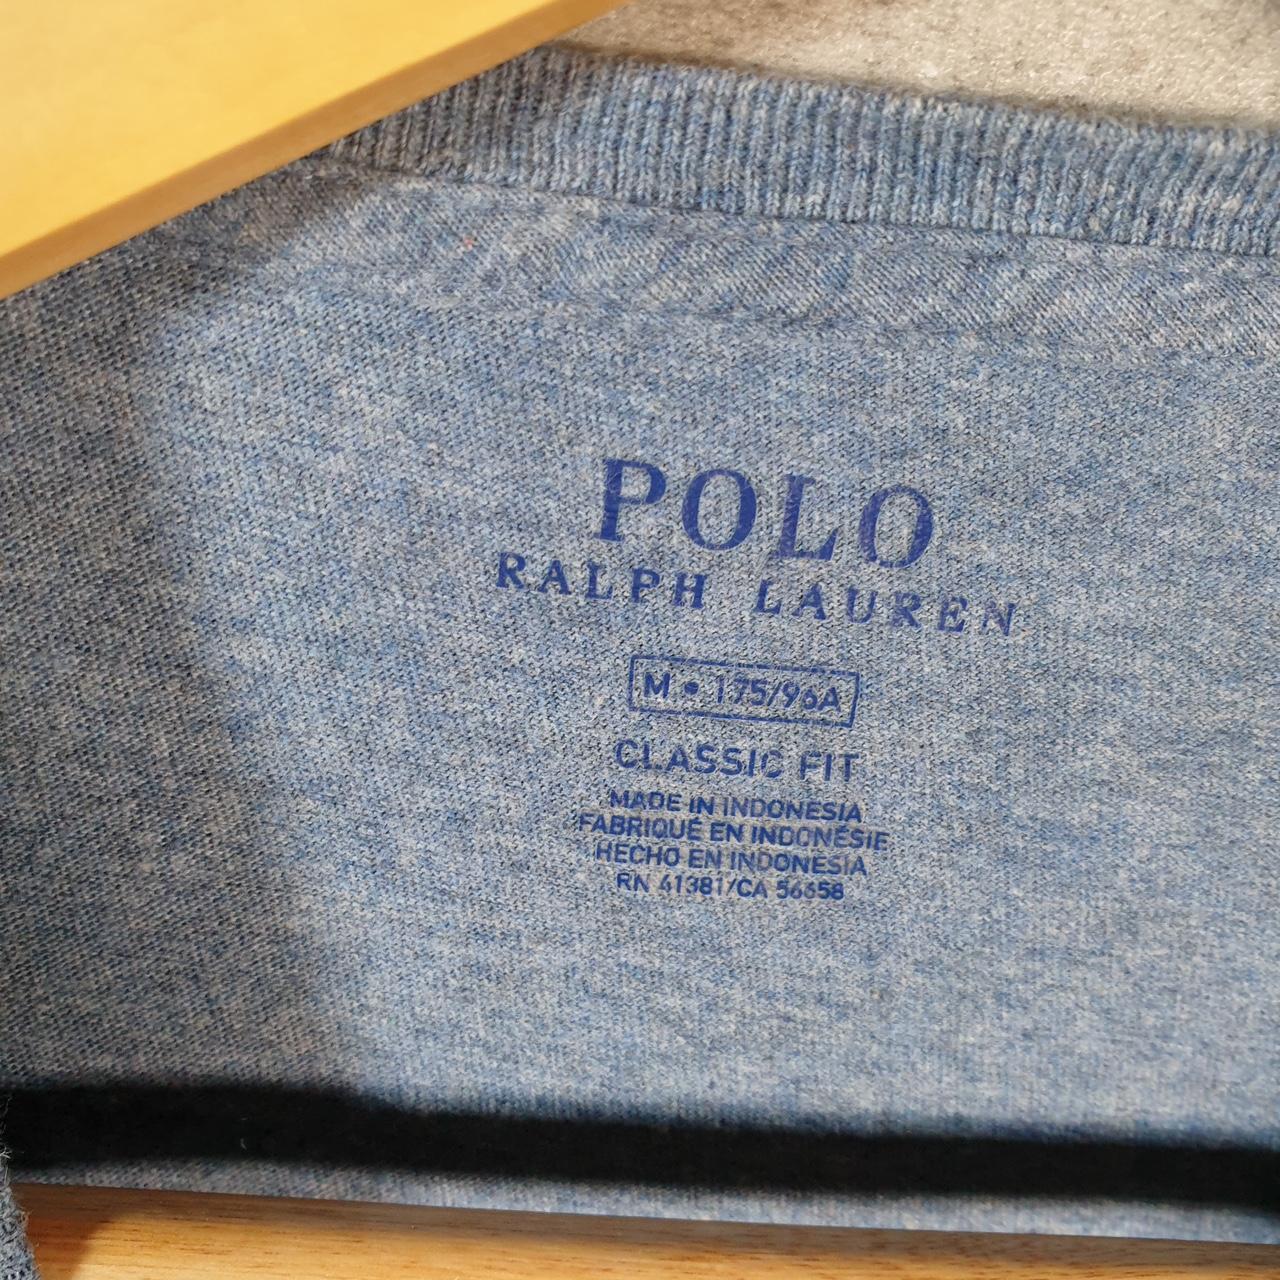 POLO
RALPH LAUREN
M • 175/96A
CLASSIC FIT
MADE IN INDONESIA
FABRIQUÉ EN INDONÉSIE
HECHO EN INDONESIA
RN 41381/CA 56658